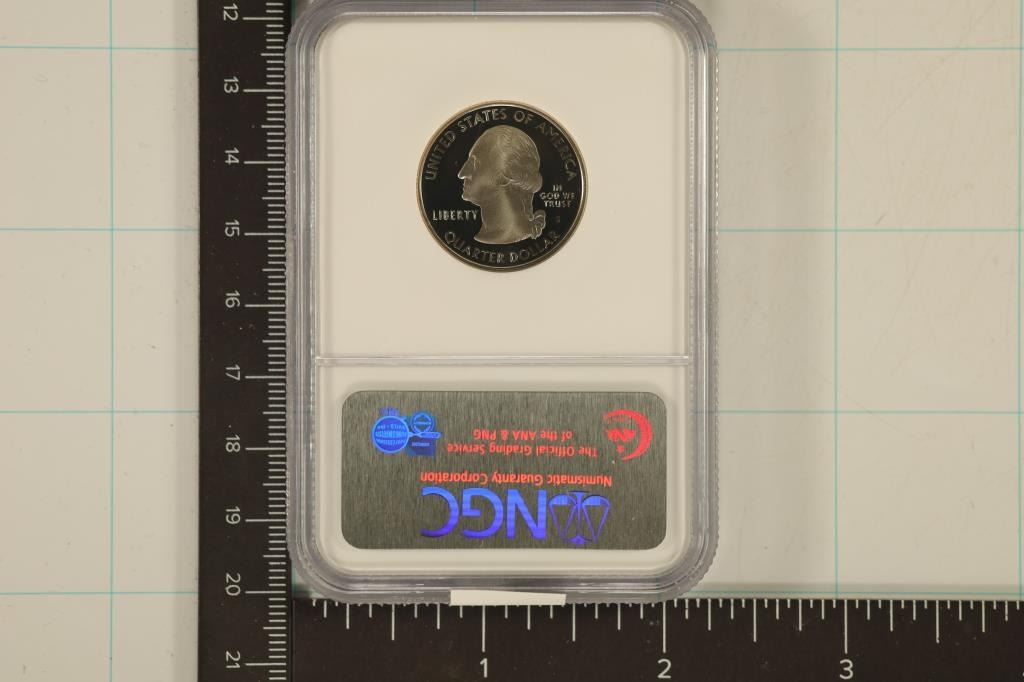 12
13
14
15
16
17
18
19
20
21
UNITED STATES OF AMERICA
LIBERTY
IN
GOD WE
TRUST
S
QUARTER DOLLAR
NGC
Numismatic Guaranty Corporation
The Official Grading Service
of the ANA & PNG
ANA
1
2
3